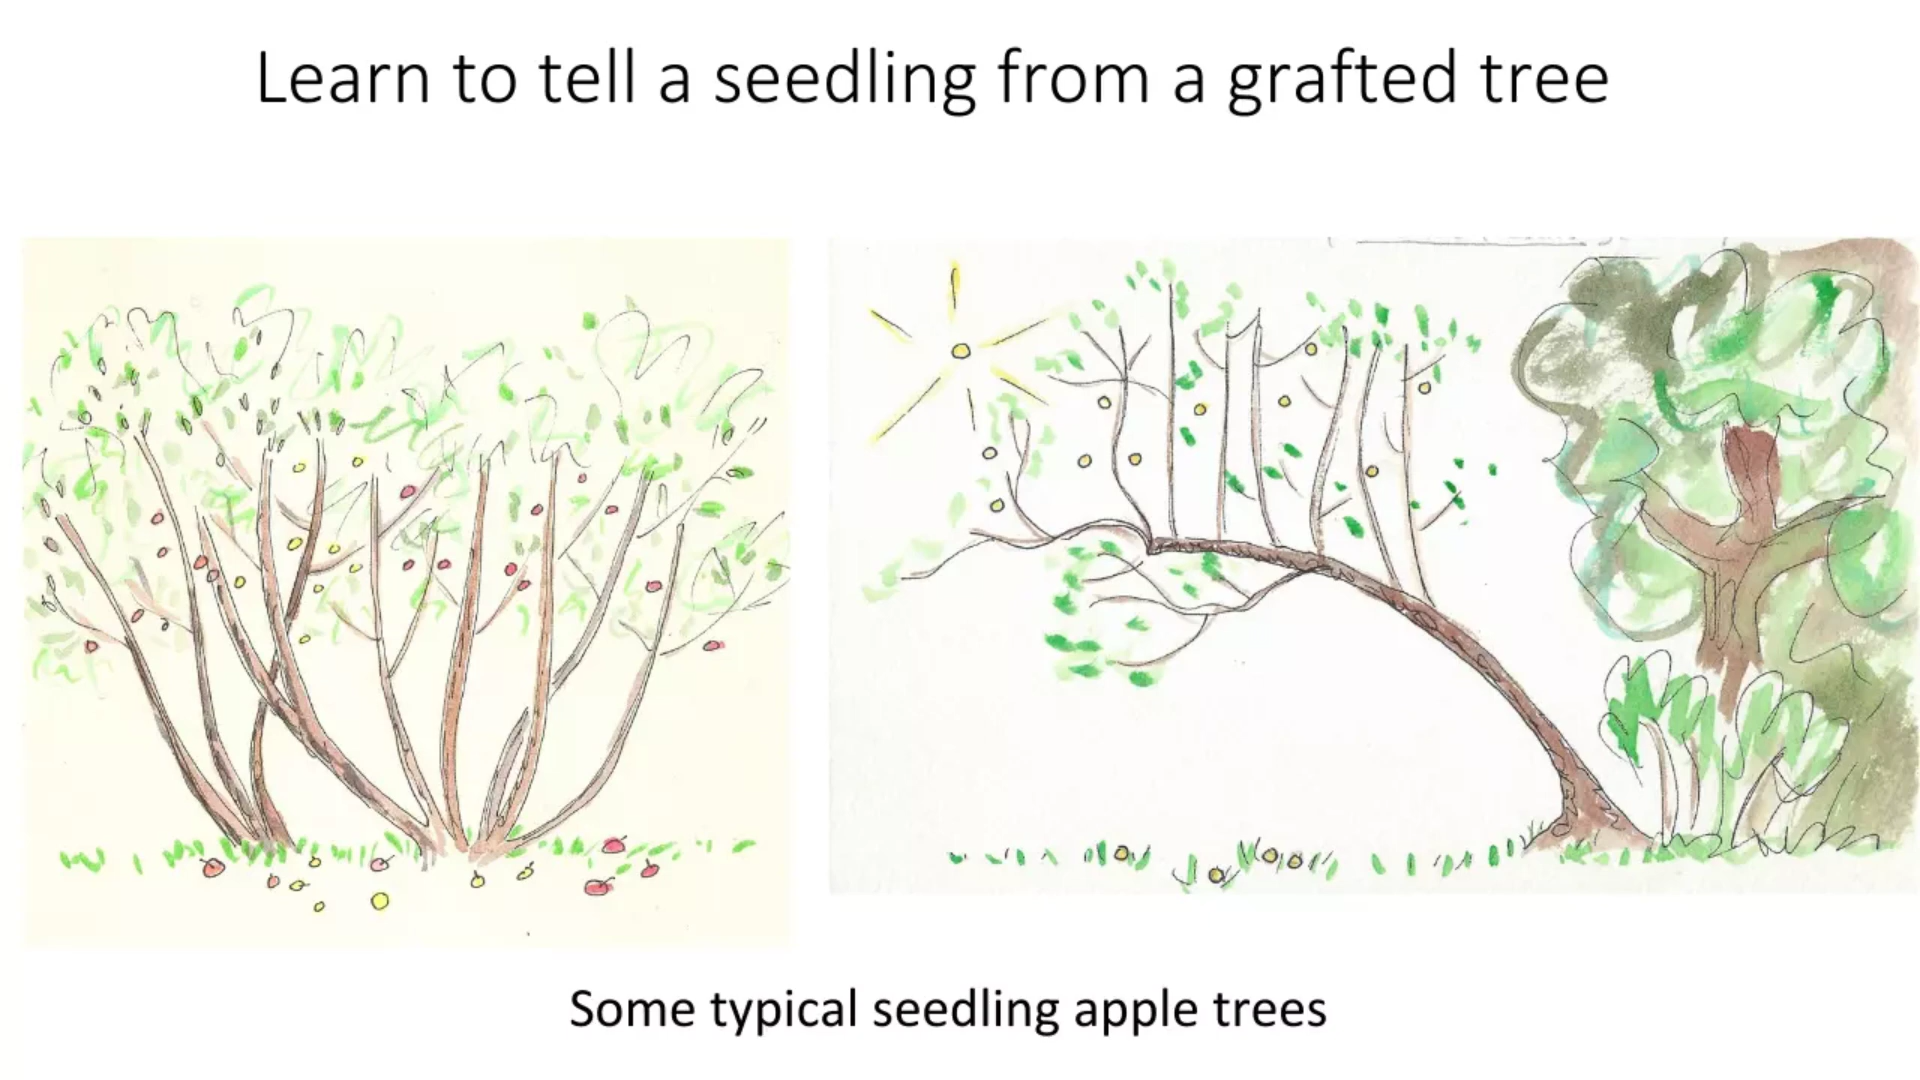 Learn to tell a seedling from a grafted tree
Some typical seedling apple trees